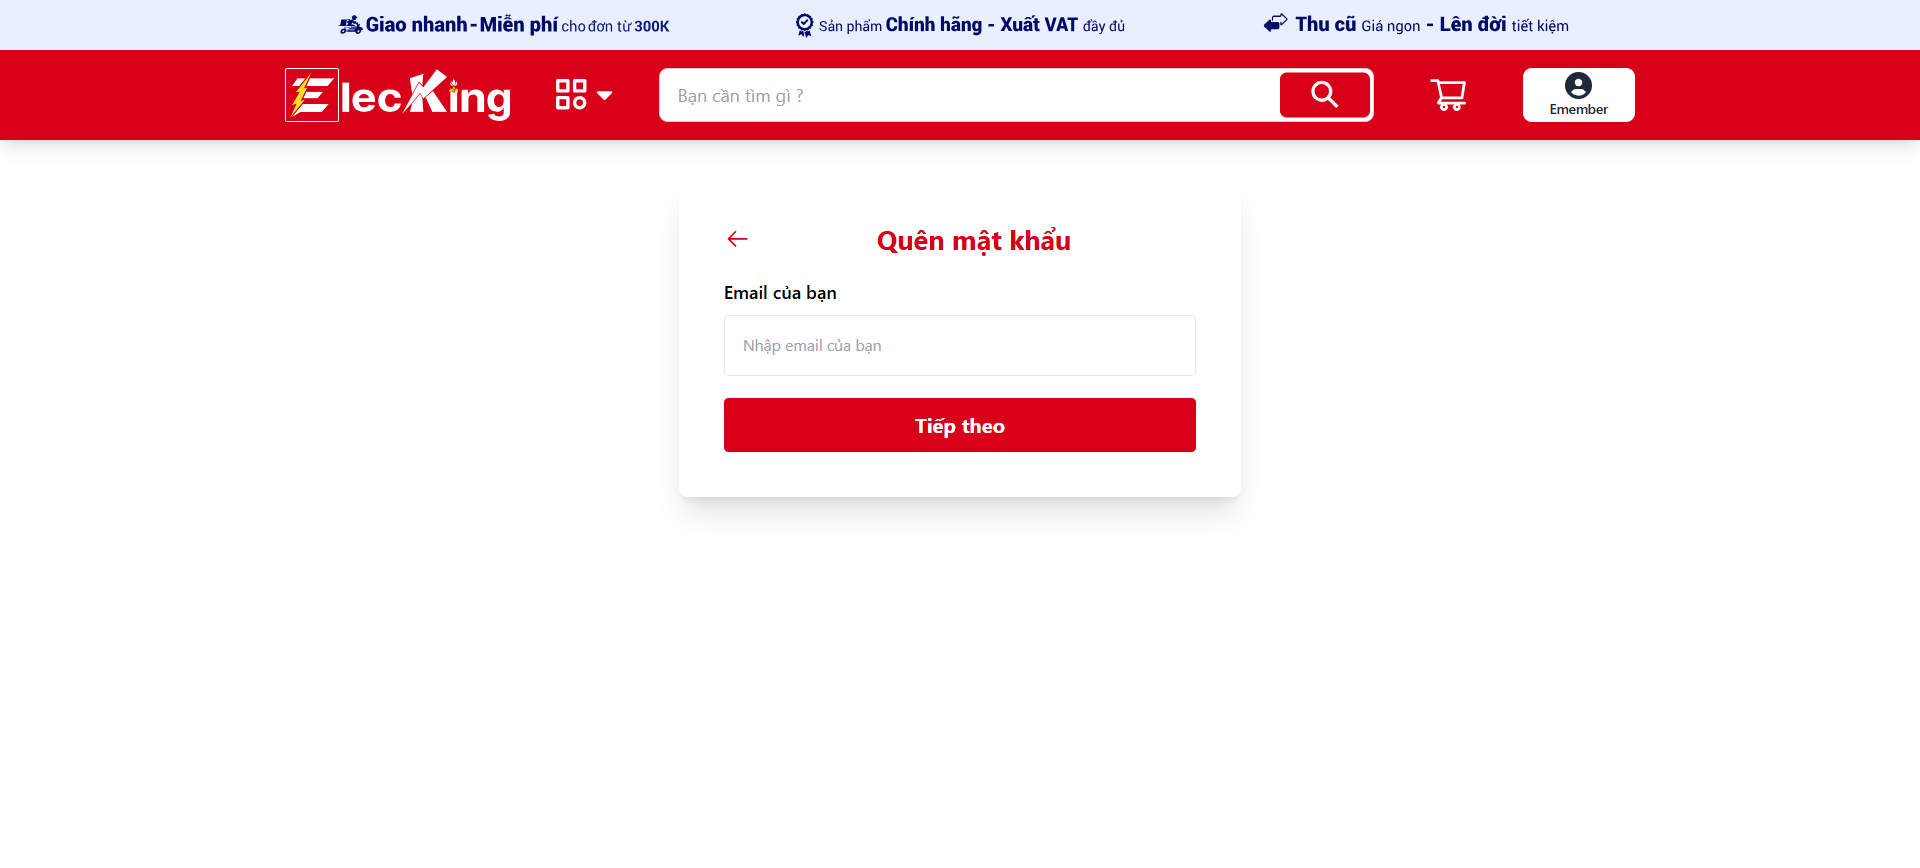 Giao nhanh - Miễn phí cho đơn từ 300K
Sản phẩm Chính hãng - Xuất VAT đầy đủ
Thu cũ Giá ngon - Lên đời tiết kiệm
ElecKing
Bạn cần tìm gì ?
Emember
Quên mật khẩu
Email của bạn
Nhập email của bạn
Tiếp theo